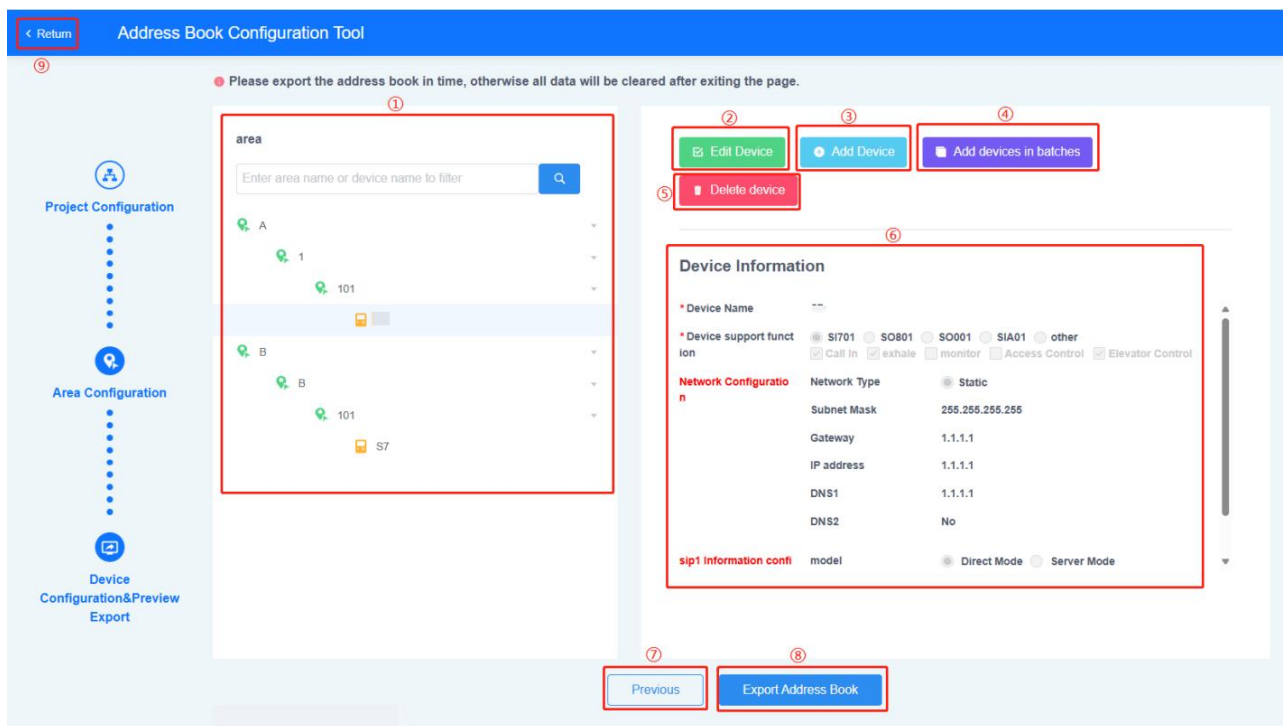 < Return Address Book Configuration Tool
⑨
Please export the address book in time, otherwise all data will be cleared after exiting the page.
①
area
Enter area name or device name to filter
A
1
101
B
B
101
S7
Project Configuration
Area Configuration
Device
Configuration&Preview
Export
② ③ ④
Edit Device Add Device Add devices in batches
⑤ Delete device
⑥
Device Information
* Device Name
* Device support funct
ion
SI701 SO801 SO001 SIA01 other
Call In exhale monitor Access Control Elevator Control
Network Configuratio
n
Network Type Static
Subnet Mask 255.255.255.255
Gateway 1.1.1.1
IP address 1.1.1.1
DNS1 1.1.1.1
DNS2 No
sip1 Information confi model Direct Mode Server Mode
⑦ ⑧
Previous Export Address Book